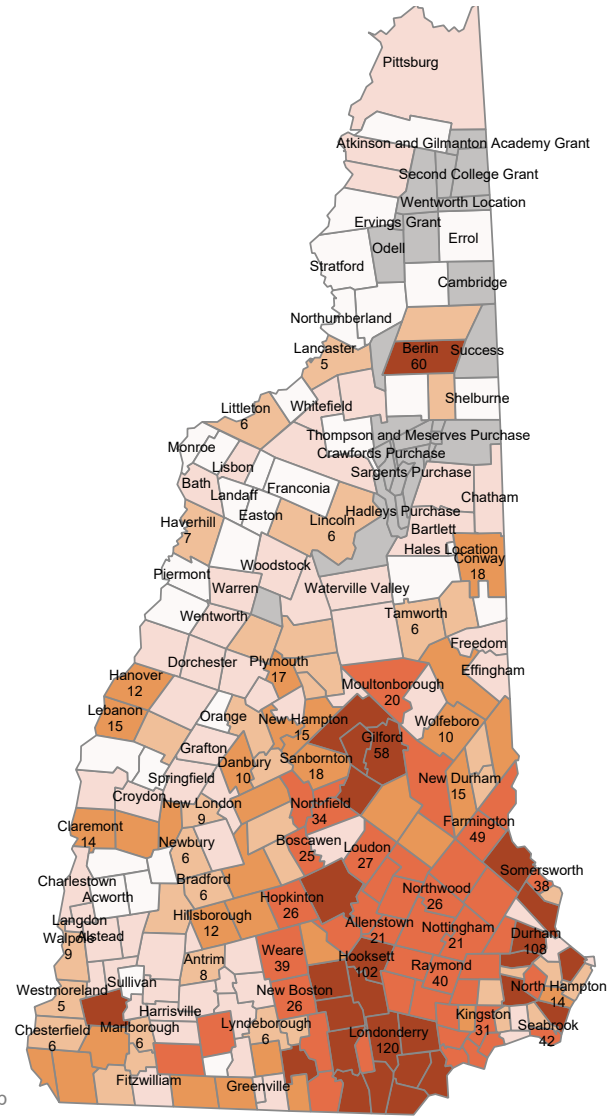 Pittsburg
Atkinson and Gilmanton Academy Grant
Second College Grant
Wentworth Location
Ervings Grant
Errol
Odell
Stratford
Cambridge
Northumberland
Lancaster
5
Berlin
60
Success
Shelburne
Whitefield
Littleton
6
Thompson and Meserves Purchase
Monroe
Crawfords Purchase
Lisbon
Sargents Purchase
Bath
Franconia
Landaff
Chatham
Easton
Hadleys Purchase
Haverhill
7
Lincoln
6
Bartlett
Hales Location
Conway
18
Woodstock
Piermont
Warren
Waterville Valley
Wentworth
Tamworth
6
Freedom
Dorchester
Plymouth
17
Effingham
Hanover
12
Moultonborough
20
Lebanon
15
Orange
New Hampton
15
Wolfeboro
10
Gilford
58
Grafton
Danbury
10
Sanbornton
18
Springfield
New Durham
15
Croydon
New London
9
Northfield
34
Farmington
49
Claremont
14
Newbury
6
Boscawen
25
Loudon
27
Somersworth
38
Charlestown
Bradford
6
Northwood
26
Acworth
Hopkinton
26
Langdon
Hillsborough
12
Allenstown
21
Nottingham
21
Durham
108
Walpole
9
Alstead
Weare
39
Hooksett
102
Antrim
8
Raymond
40
Sullivan
Westmoreland
5
New Boston
26
North Hampton
14
Harrisville
Kingston
31
Seabrook
42
Chesterfield
6
Marlborough
6
Lyndeborough
6
Londonderry
120
Fitzwilliam
Greenville